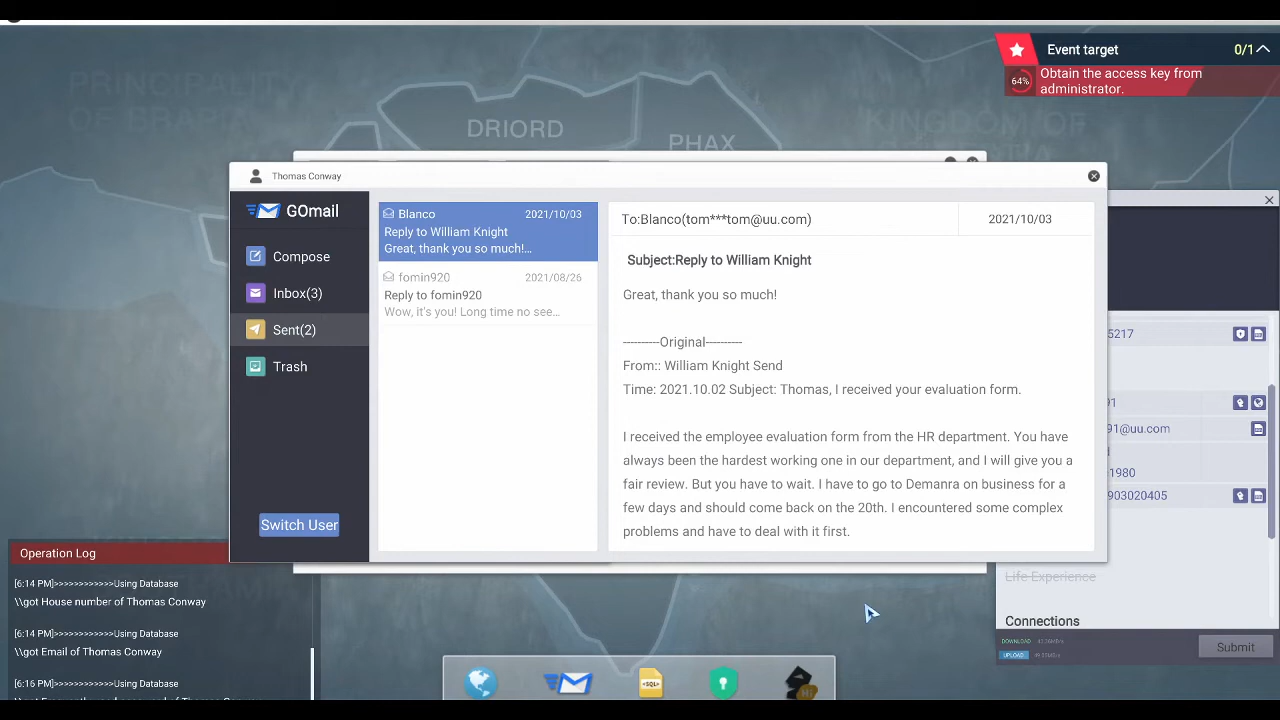 PRINCIPALIT
OF BRAPIA
DRIORD
PHAX
KINGDOM OF
Event target
0/1
64%
Obtain the access key from
administrator.
Thomas Conway
GOmail
Compose
Inbox(3)
Sent(2)
Trash
Switch User
Blanco
2021/10/03
Reply to William Knight
Great, thank you so much!...
fomin920
2021/08/26
Reply to fomin920
Wow, it's you! Long time no see...
To:Blanco(tom***tom@uu.com)
2021/10/03
Subject:Reply to William Knight
Great, thank you so much!
----------Original----------
From:: William Knight Send
Time: 2021.10.02 Subject: Thomas, I received your evaluation form.
I received the employee evaluation form from the HR department. You have
always been the hardest working one in our department, and I will give you a
fair review. But you have to wait. I have to go to Demanra on business for a
few days and should come back on the 20th. I encountered some complex
problems and have to deal with it first.
5217
91
91@uu.com
d
1980
903020405
Life Experience
Connections
DOWNLOAD
UPLOAD
Submit
Operation Log
[6:14 PM]>>>>>>>>>>>>Using Database
\\got House number of Thomas Conway
[6:14 PM]>>>>>>>>>>>>Using Database
\\got Email of Thomas Conway
[6:16 PM]>>>>>>>>>>>>Using Database
<SQL>
Hi